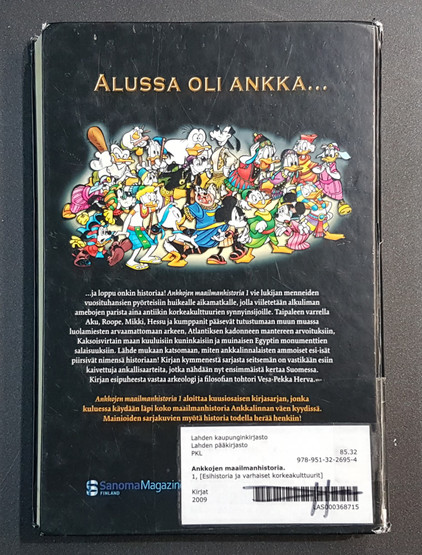 ALUSSA OLI ANKKA...
...ja loppu onkin historiaa! Ankkojen maailmanhistoria 1 vie lukijan menneiden
vuosituhansien pyörteisiin huikealle aikamatkalle, jolla viiletetään alkuliman
amebojen parista aina antiikin korkeakulttuurien synnyinsijoille. Taipaleen varrella
Aku, Roope, Mikki, Hessu ja kumppanit pääsevät tutustumaan muun muassa
luolamiesten arvaamattomaan arkeen, Atlantiksen kadonneen mantereen arvoituksiin,
Kaksoisvirtain maan kuuluisiin kuninkaisiin ja muinaisen Egyptin monumenttien
salaisuuksiin. Lähde mukaan katsomaan, miten ankkalinnalaisten ammoiset esi-isät
piirsivät nimensä historiaan! Kirjan kymmenestä sarjasta seitsemän on vastikään esiin
kaivettuja ankallisaarteita, jotka nähdään nyt ensimmäistä kertaa Suomessa.
Kirjan esipuheesta vastaa arkeologi ja filosofian tohtori Vesa-Pekka Herva.
Ankkojen maailmanhistoria 1 aloittaa kuusiosaisen kirjasarjan, jonka
kuluessa käydään läpi koko maailmanhistoria Ankkalinnan väen kyydissä.
Mainioiden sarjakuvien myötä historia todella herää henkiin!
Lahden kaupunginkirjasto
Lahden pääkirjasto
PKL 85.32
978-951-32-2695-4
Ankkojen maailmanhistoria.
1, [Esihistoria ja varhaiset korkeakulttuurit]
Kirjat
2009
LAS000368715
SanomaMagazin
FINLAND